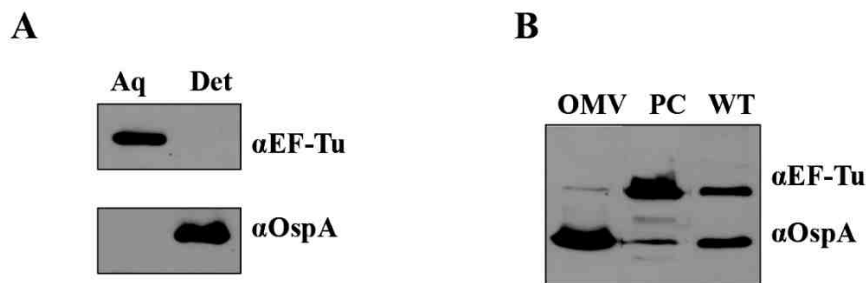 A
Aq Det
αEF-Tu
αOspA
B
OMV PC WT
αEF-Tu
αOspA